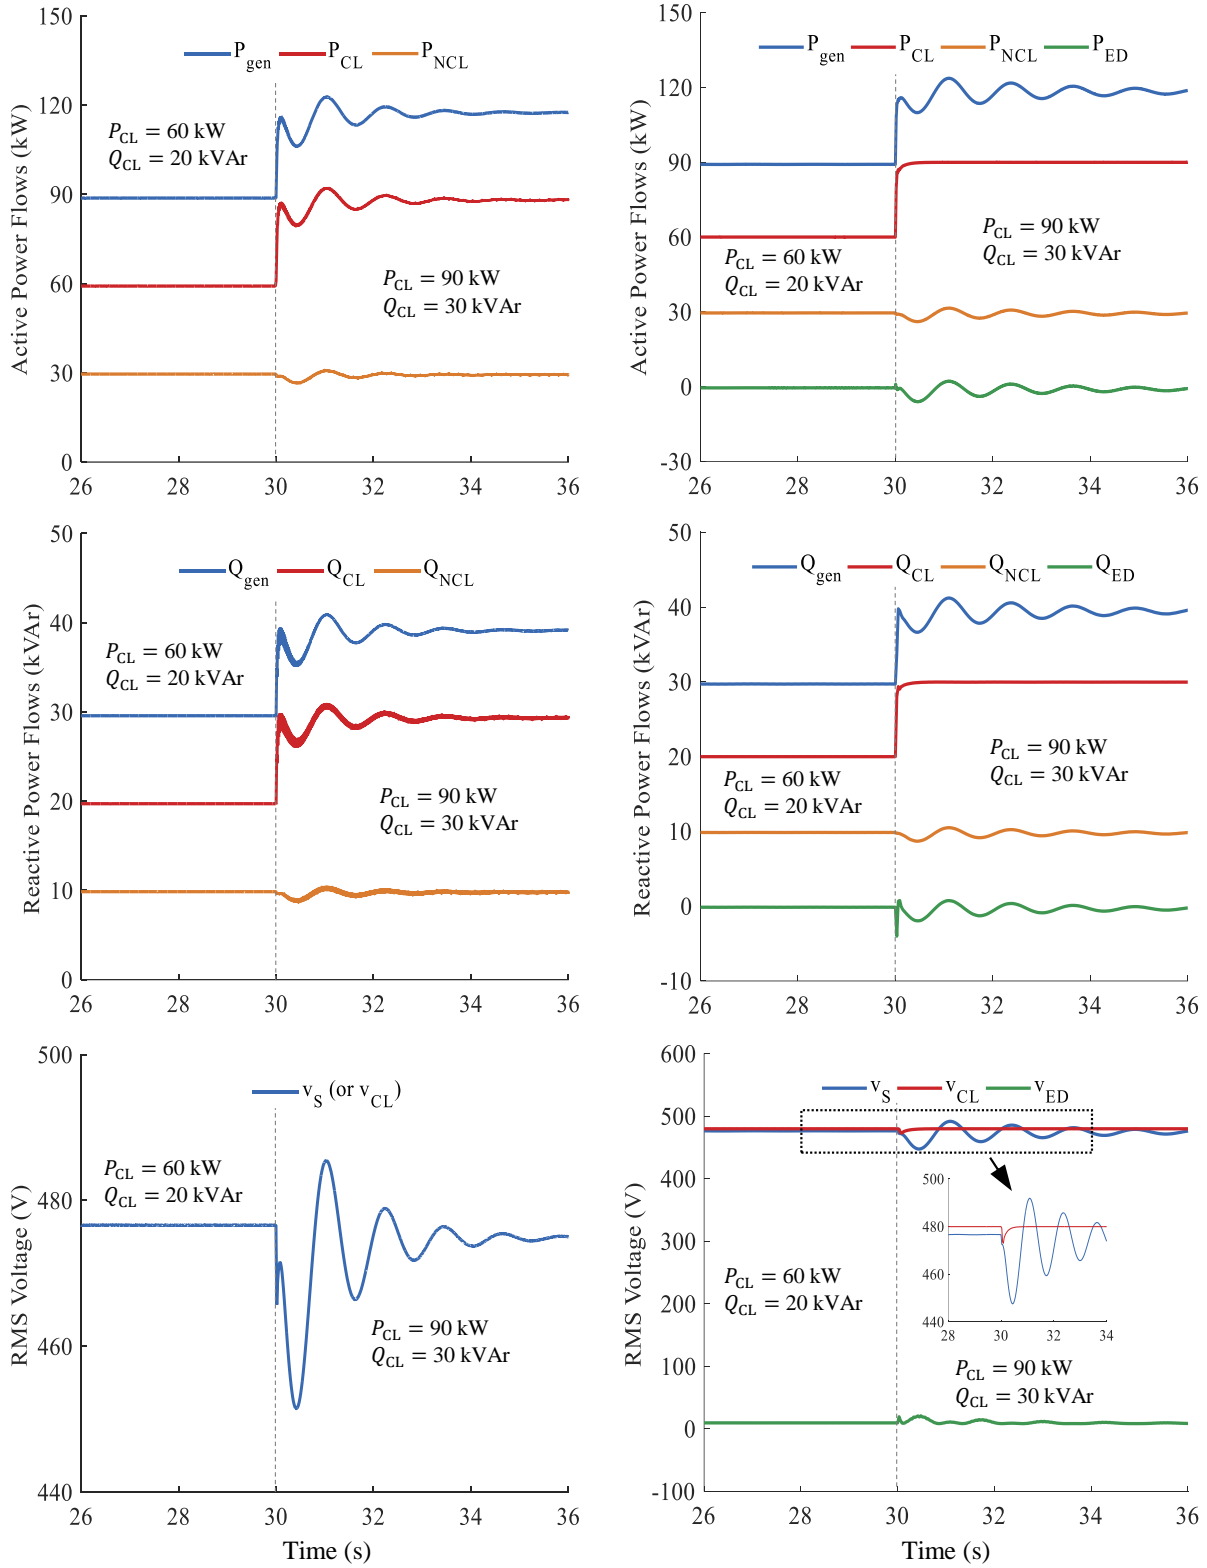 Active Power Flows (kW)
150
120
90
60
30
0
P_gen P_CL P_NCL
P_CL = 60 kW
Q_CL = 20 kVAr
P_CL = 90 kW
Q_CL = 30 kVAr
26 28 30 32 34 36
Active Power Flows (kW)
150
120
90
60
30
0
-30
P_gen P_CL P_NCL P_ED
P_CL = 90 kW
Q_CL = 30 kVAr
P_CL = 60 kW
Q_CL = 20 kVAr
26 28 30 32 34 36
Reactive Power Flows (kVAr)
50
40
30
20
10
0
Q_gen Q_CL Q_NCL
P_CL = 60 kW
Q_CL = 20 kVAr
P_CL = 90 kW
Q_CL = 30 kVAr
26 28 30 32 34 36
Reactive Power Flows (kVAr)
50
40
30
20
10
0
-10
Q_gen Q_CL Q_NCL Q_ED
P_CL = 90 kW
Q_CL = 30 kVAr
P_CL = 60 kW
Q_CL = 20 kVAr
26 28 30 32 34 36
RMS Voltage (V)
500
480
460
440
v_S (or v_CL)
P_CL = 60 kW
Q_CL = 20 kVAr
P_CL = 90 kW
Q_CL = 30 kVAr
26 28 30 32 34 36
Time (s)
RMS Voltage (V)
600
500
400
300
200
100
0
-100
v_S v_CL v_ED
500
480
460
440
28 30 32 34
P_CL = 60 kW
Q_CL = 20 kVAr
P_CL = 90 kW
Q_CL = 30 kVAr
26 28 30 32 34 36
Time (s)